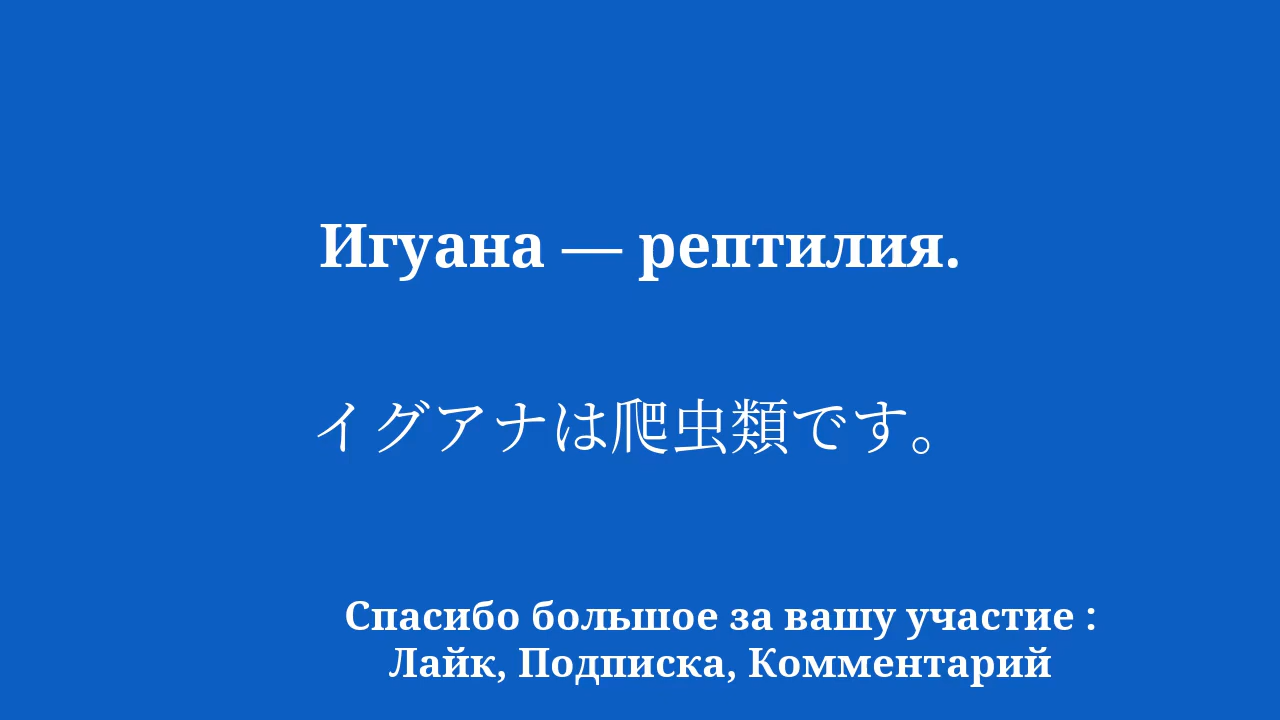 Игуана — рептилия.
イグアナは爬虫類です。
Спасибо большое за вашу участие :
Лайк, Подписка, Комментарий